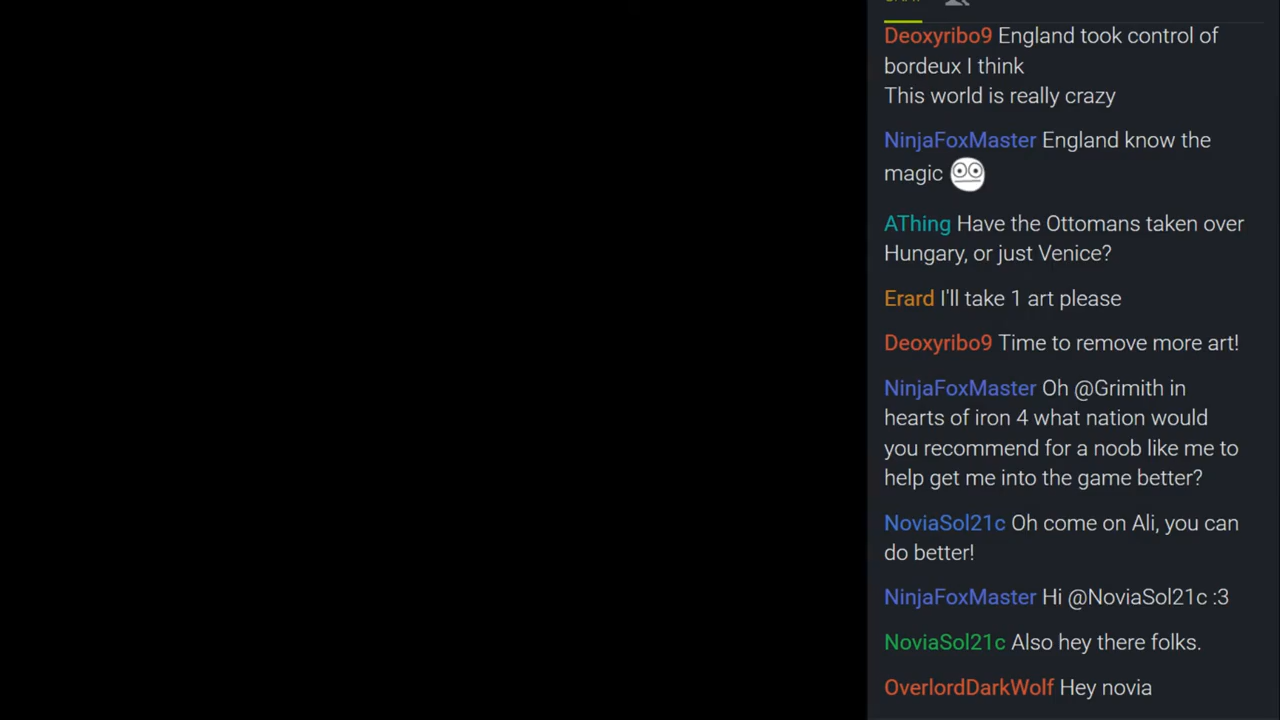 Deoxyribo9 England took control of
bordeux I think
This world is really crazy
NinjaFoxMaster England know the
magic
AThing Have the Ottomans taken over
Hungary, or just Venice?
Erard I'll take 1 art please
Deoxyribo9 Time to remove more art!
NinjaFoxMaster Oh @Grimith in
hearts of iron 4 what nation would
you recommend for a noob like me to
help get me into the game better?
NoviaSol21c Oh come on Ali, you can
do better!
NinjaFoxMaster Hi @NoviaSol21c :3
NoviaSol21c Also hey there folks.
OverlordDarkWolf Hey novia